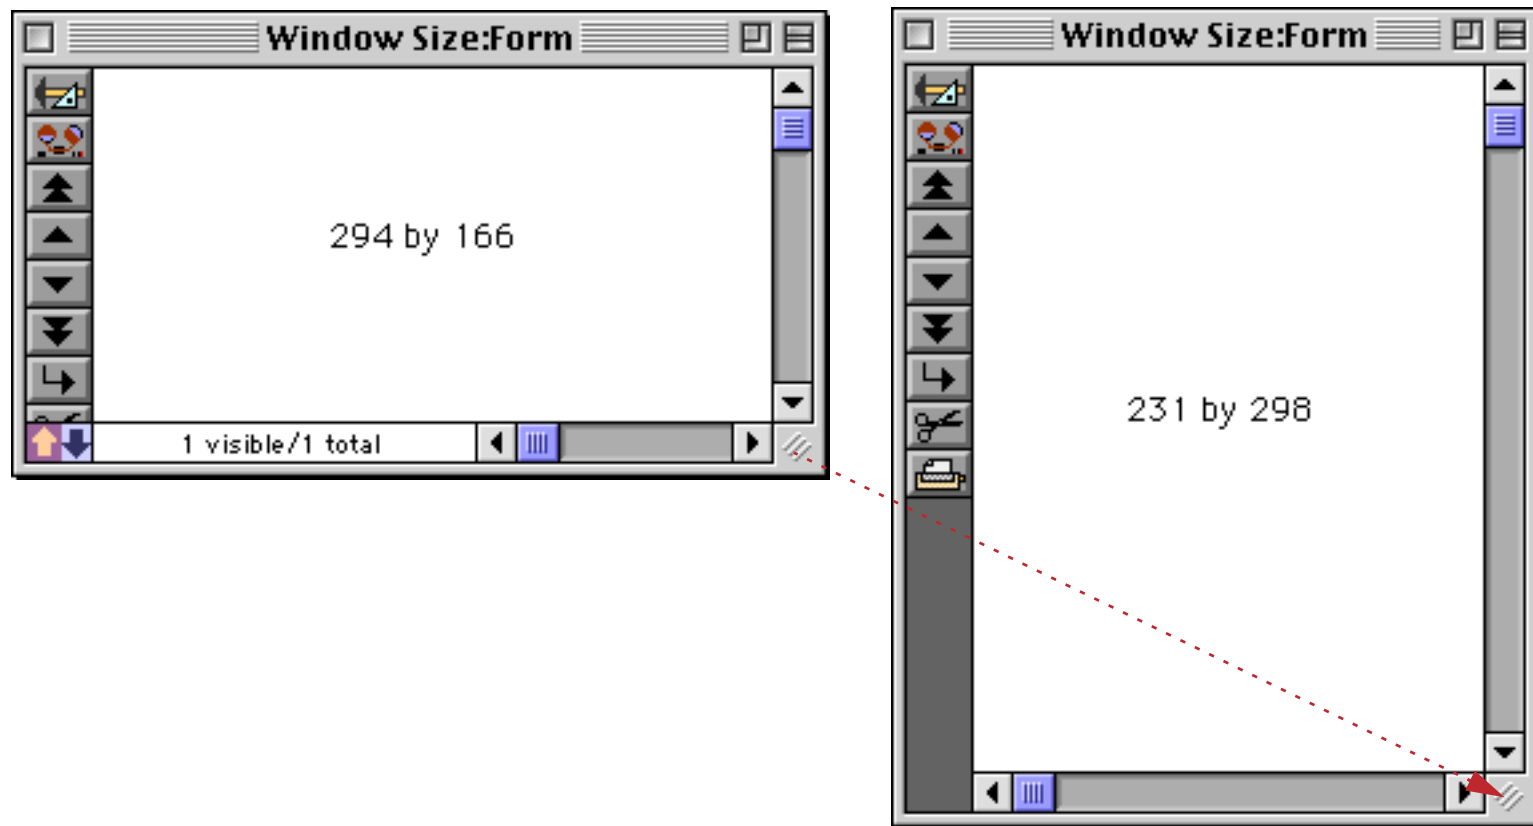 Window Size:Form
294 by 166
1 visible/1 total
Window Size:Form
231 by 298